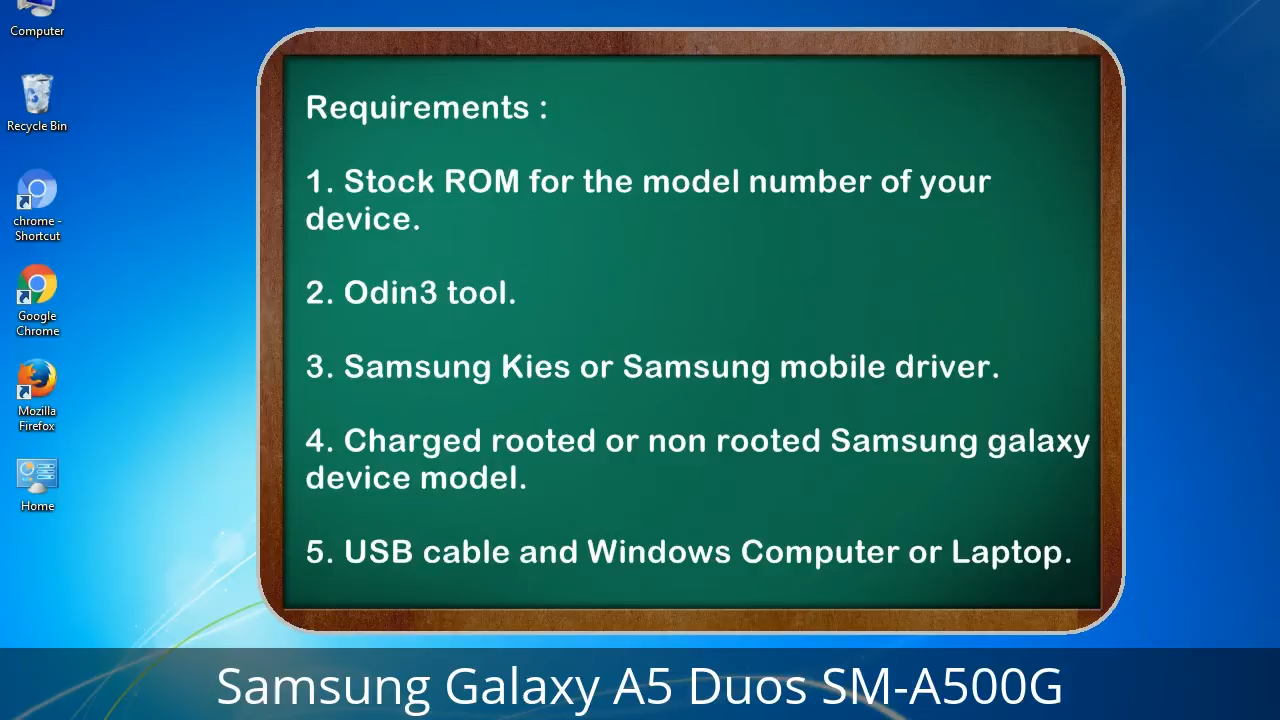 Computer
Recycle Bin
chrome -
Shortcut
Google
Chrome
Mozilla
Firefox
Home
Requirements :
1. Stock ROM for the model number of your
device.
2. Odin3 tool.
3. Samsung Kies or Samsung mobile driver.
4. Charged rooted or non rooted Samsung galaxy
device model.
5. USB cable and Windows Computer or Laptop.
Samsung Galaxy A5 Duos SM-A500G